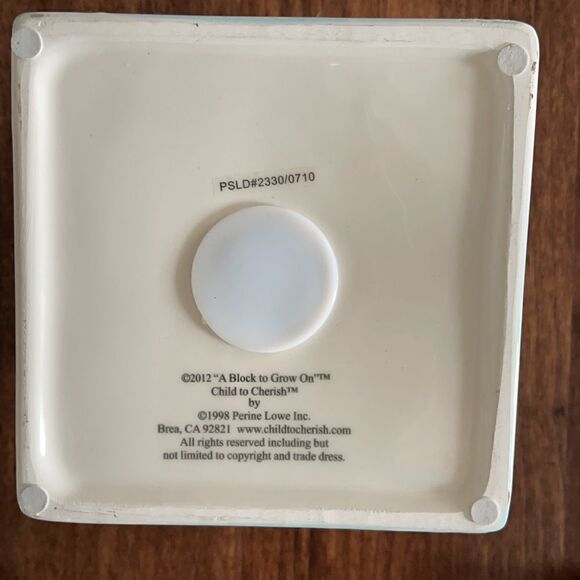 PSLD#2330/0710
©2012 "A Block to Grow On"™
Child to Cherish™
by
©1998 Perine Lowe Inc.
Brea, CA 92821 www.childtocherish.com
All rights reserved including but
not limited to copyright and trade dress.